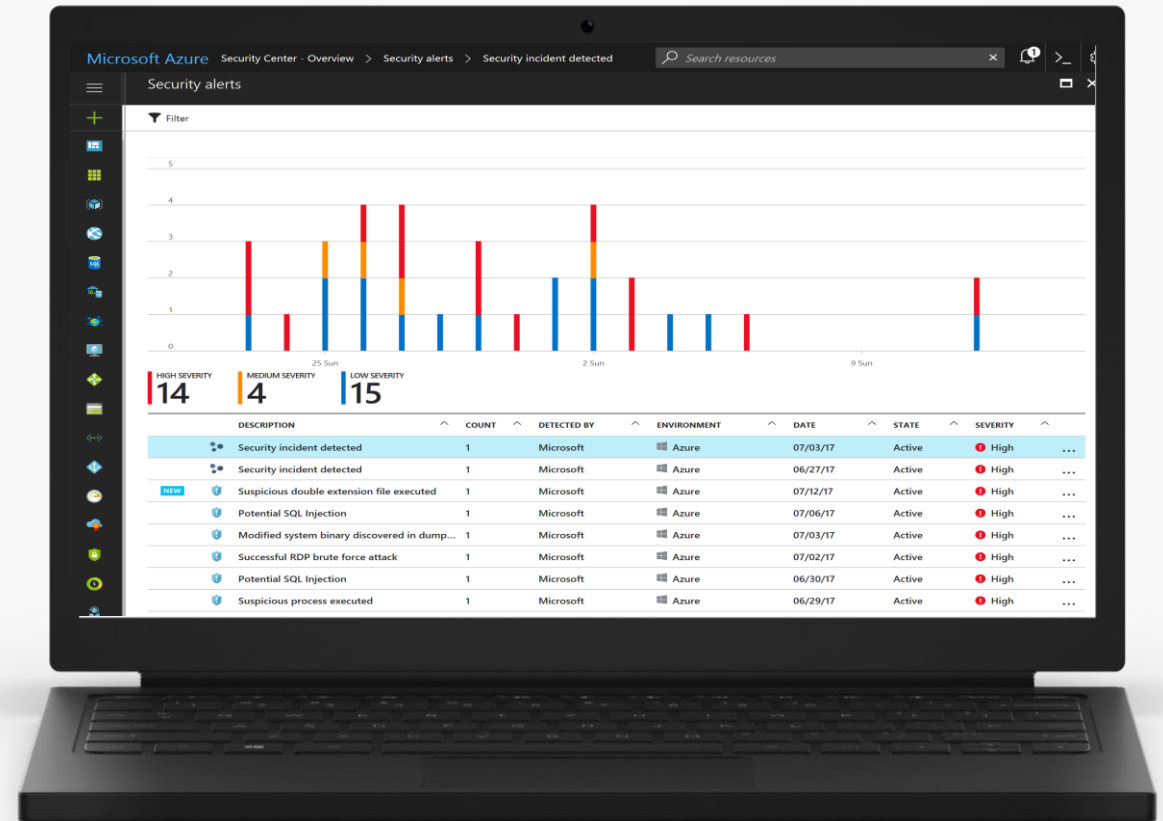 Microsoft Azure Security Center - Overview > Security alerts > Security incident detected Search resources × 1 >_
Security alerts
Filter
5
4
3
2
1
0
25 Sun 2 Sun 9 Sun
HIGH SEVERITY MEDIUM SEVERITY LOW SEVERITY
14 4 15
DESCRIPTION COUNT DETECTED BY ENVIRONMENT DATE STATE SEVERITY
Security incident detected 1 Microsoft Azure 07/03/17 Active High ...
Security incident detected 1 Microsoft Azure 06/27/17 Active High ...
NEW Suspicious double extension file executed 1 Microsoft Azure 07/12/17 Active High ...
Potential SQL Injection 1 Microsoft Azure 07/06/17 Active High ...
Modified system binary discovered in dump... 1 Microsoft Azure 07/03/17 Active High ...
Successful RDP brute force attack 1 Microsoft Azure 07/02/17 Active High ...
Potential SQL Injection 1 Microsoft Azure 06/30/17 Active High ...
Suspicious process executed 1 Microsoft Azure 06/29/17 Active High ...